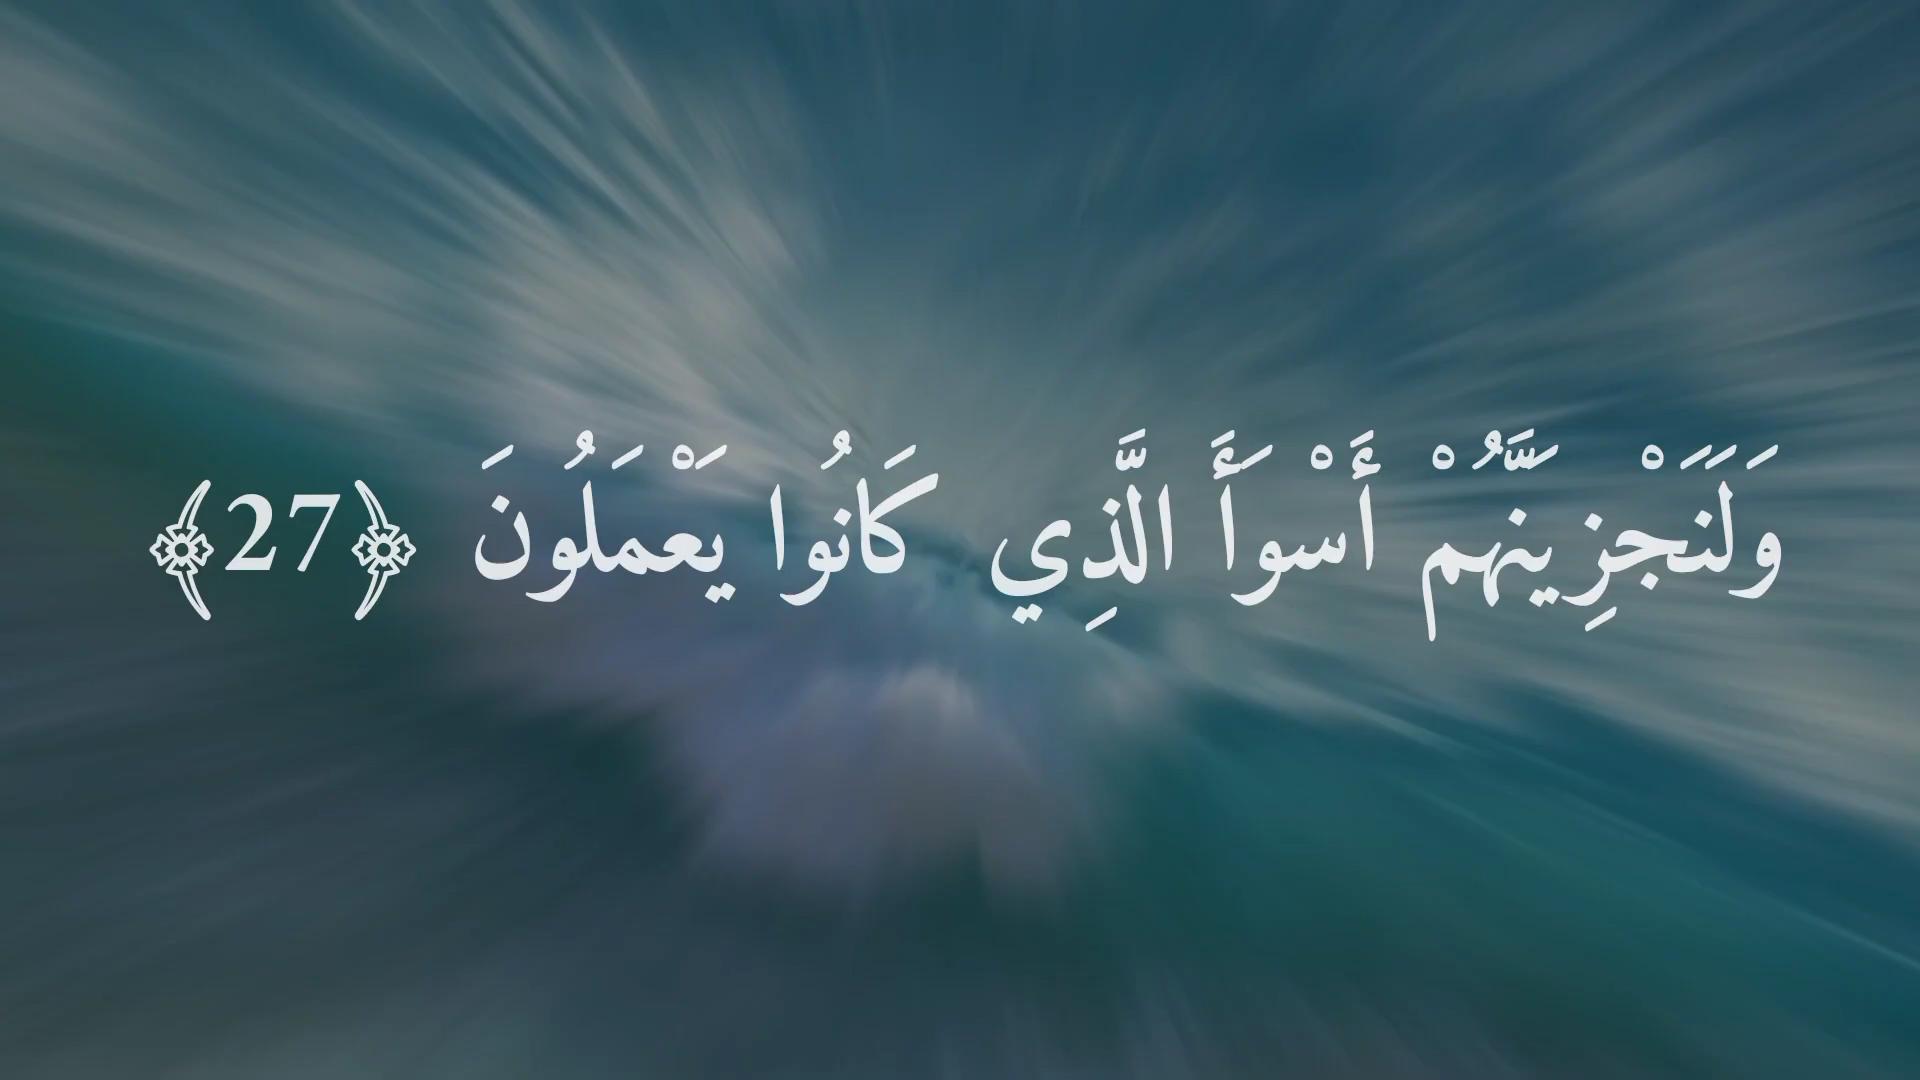 وَلَنَجْزِيَنَّهُمْ أَسْوَأَ الَّذِي كَانُوا يَعْمَلُونَ ﴿27﴾